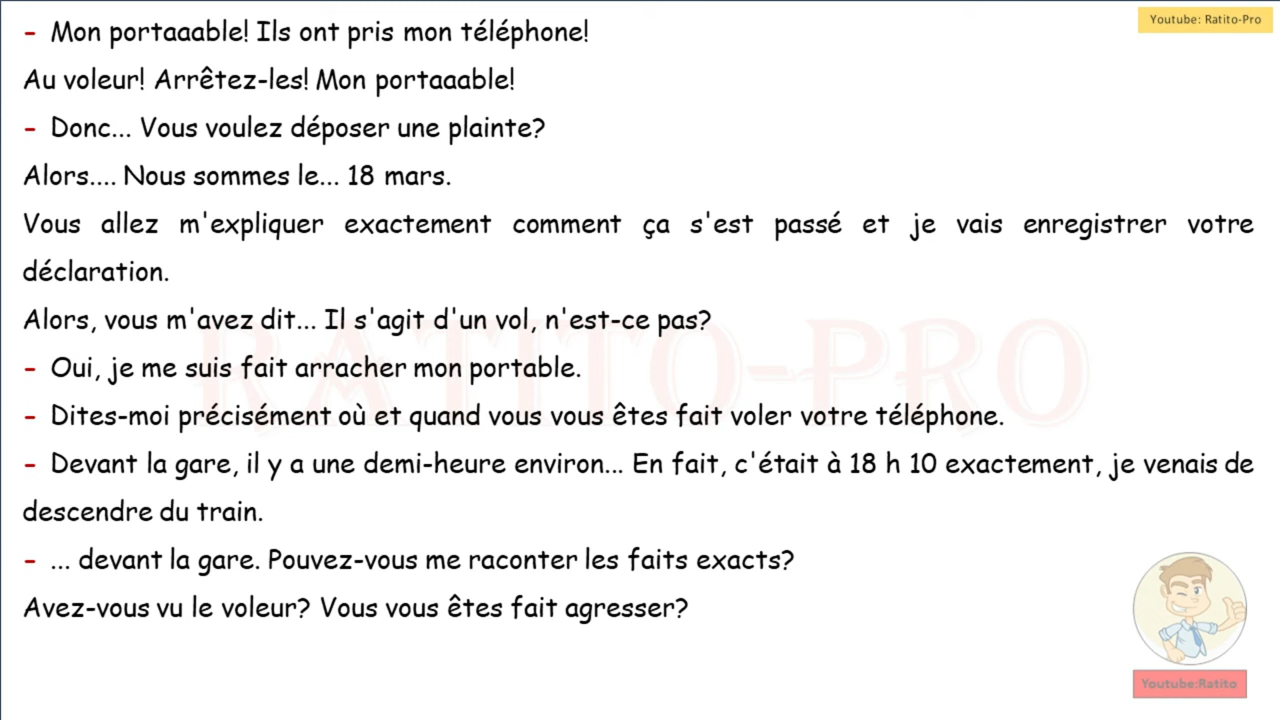 Youtube: Ratito-Pro
- Mon portaaable! Ils ont pris mon téléphone!
Au voleur! Arrêtez-les! Mon portaaable!
- Donc... Vous voulez déposer une plainte?
Alors.... Nous sommes le... 18 mars.
Vous allez m'expliquer exactement comment ça s'est passé et je vais enregistrer votre
déclaration.
Alors, vous m'avez dit... Il s'agit d'un vol, n'est-ce pas?
RATITO-PRO
- Oui, je me suis fait arracher mon portable.
- Dites-moi précisément où et quand vous vous êtes fait voler votre téléphone.
- Devant la gare, il y a une demi-heure environ... En fait, c'était à 18 h 10 exactement, je venais de
descendre du train.
- ... devant la gare. Pouvez-vous me raconter les faits exacts?
Avez-vous vu le voleur? Vous vous êtes fait agresser?
Youtube:Ratito